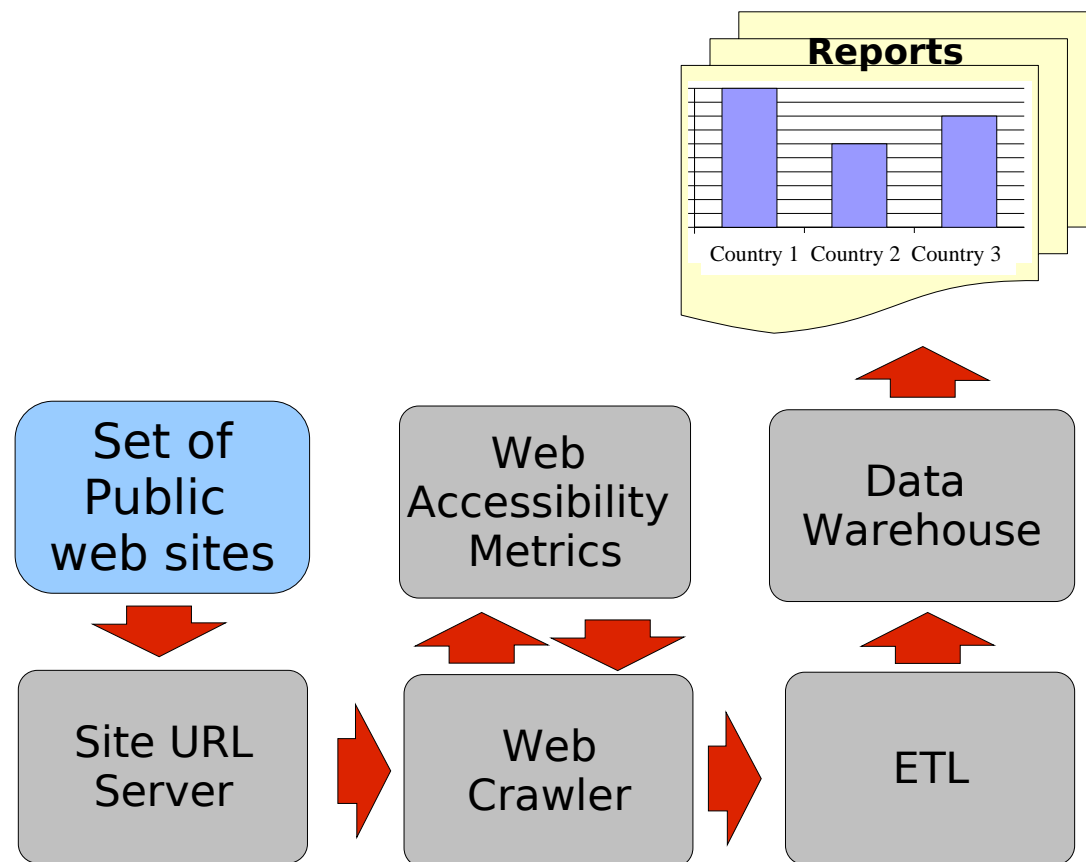 Reports
Country 1 Country 2 Country 3
Set of
Public
web sites
Web
Accessibility
Metrics
Data
Warehouse
Site URL
Server
Web
Crawler
ETL